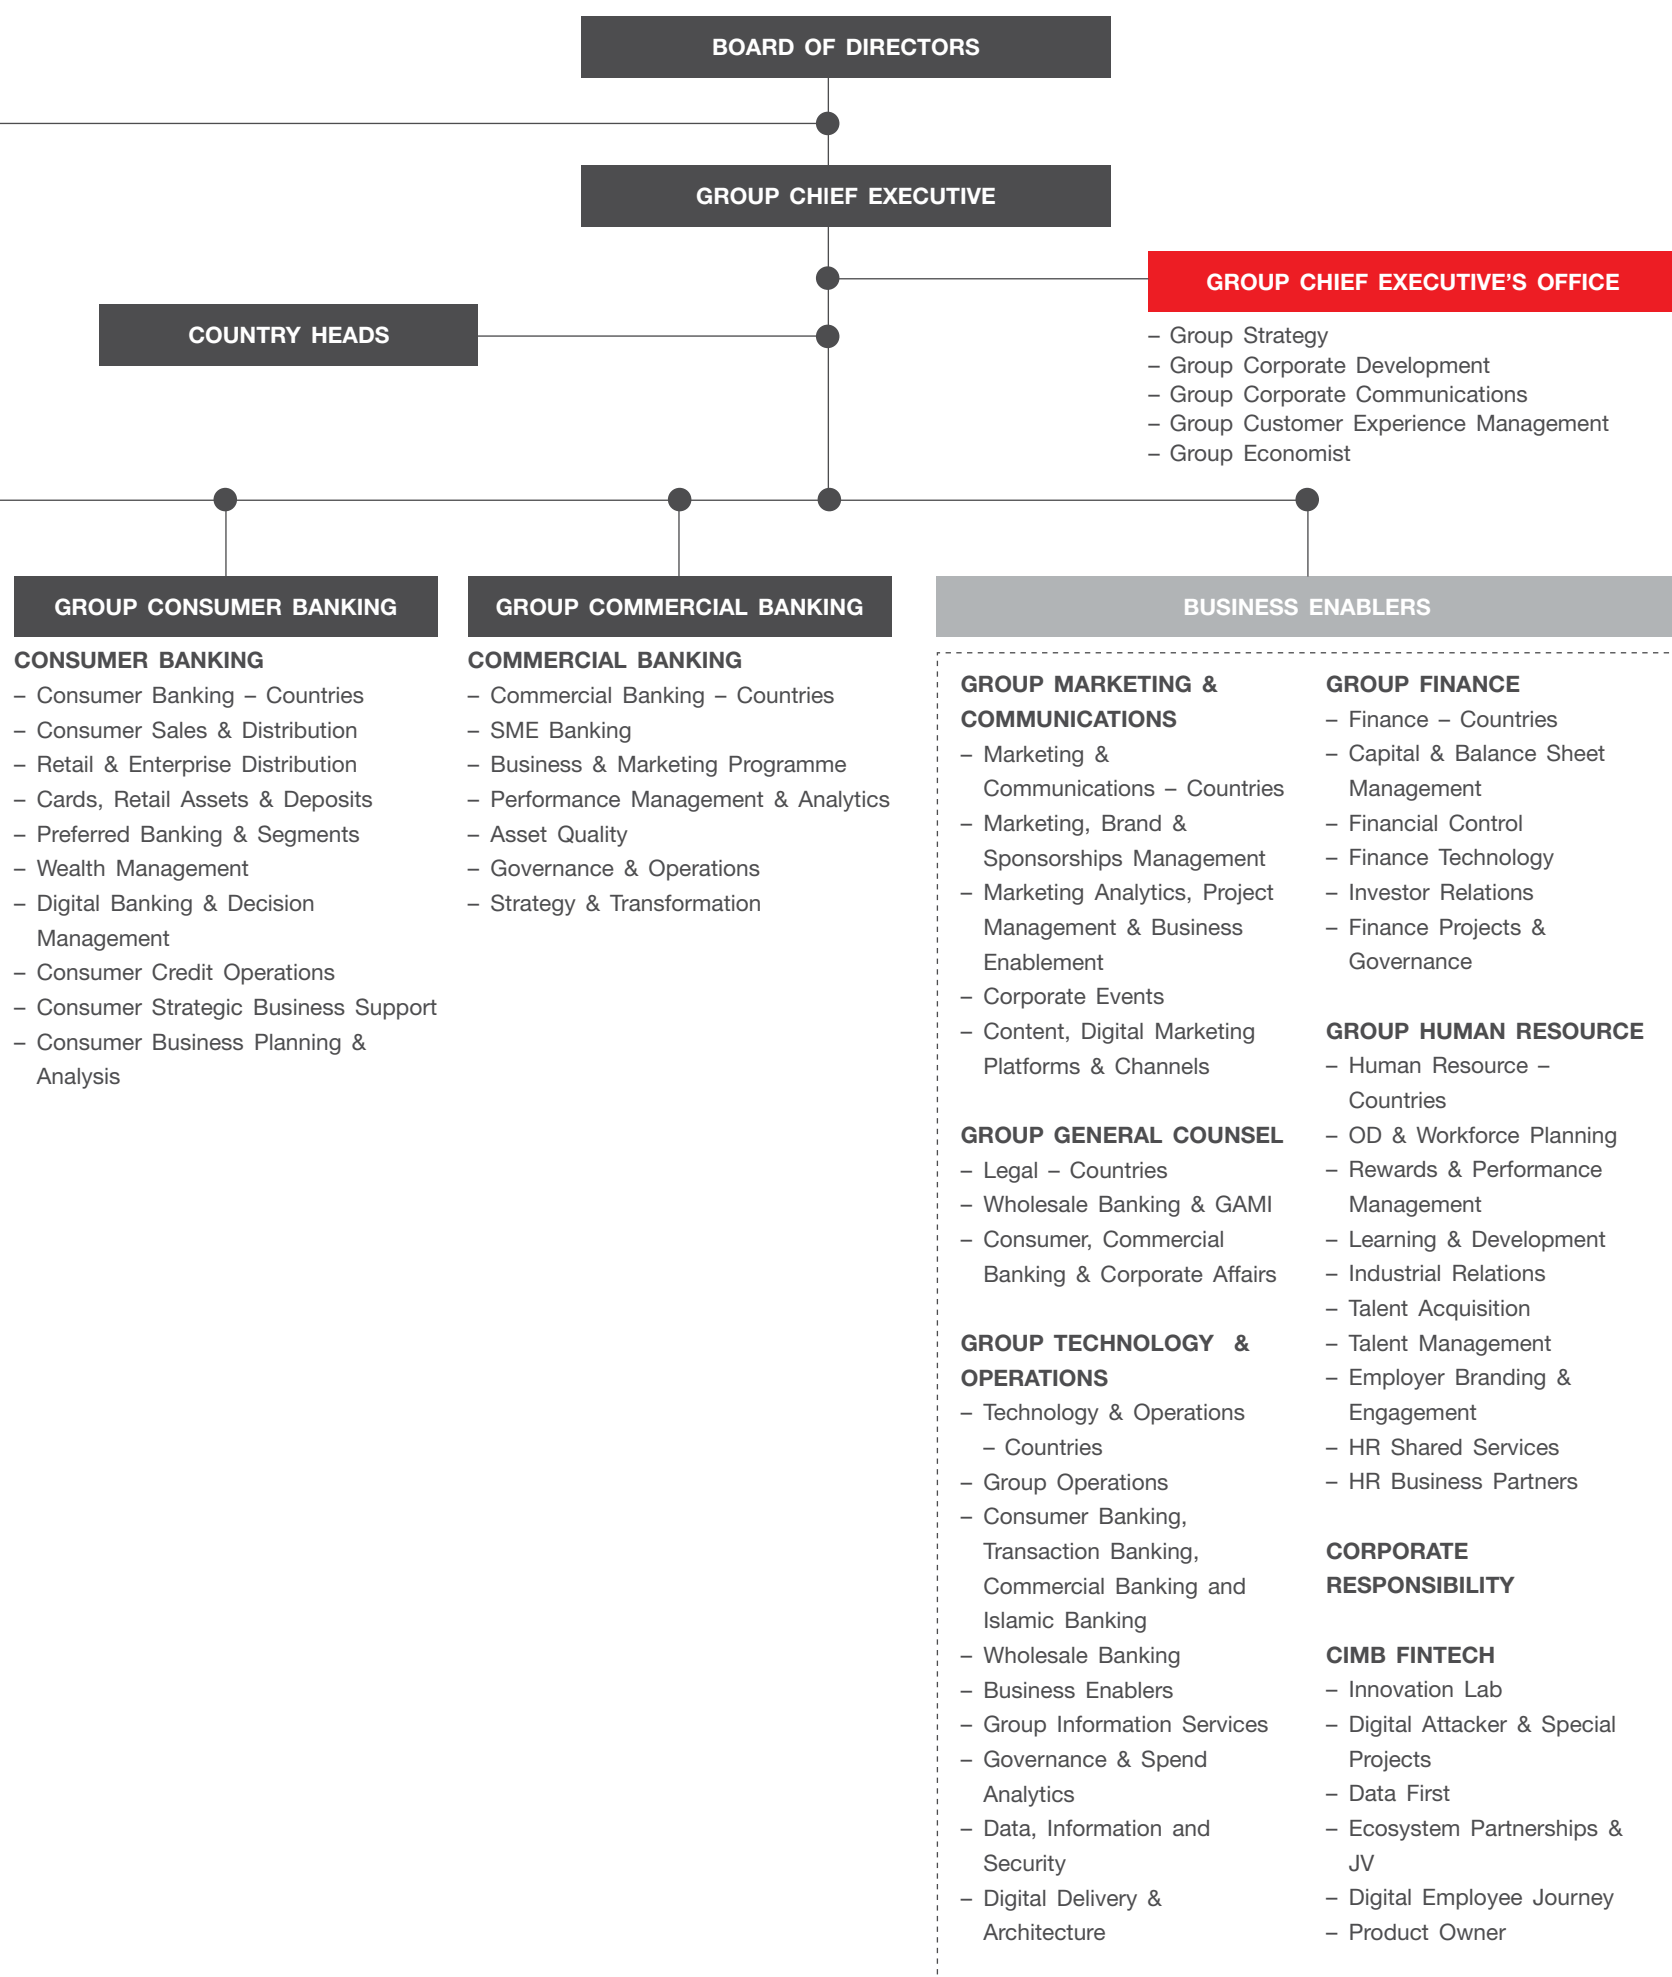 BOARD OF DIRECTORS
GROUP CHIEF EXECUTIVE
GROUP CHIEF EXECUTIVE'S OFFICE
– Group Strategy
– Group Corporate Development
– Group Corporate Communications
– Group Customer Experience Management
– Group Economist
COUNTRY HEADS
GROUP CONSUMER BANKING
CONSUMER BANKING
– Consumer Banking – Countries
– Consumer Sales & Distribution
– Retail & Enterprise Distribution
– Cards, Retail Assets & Deposits
– Preferred Banking & Segments
– Wealth Management
– Digital Banking & Decision
Management
– Consumer Credit Operations
– Consumer Strategic Business Support
– Consumer Business Planning &
Analysis
GROUP COMMERCIAL BANKING
COMMERCIAL BANKING
– Commercial Banking – Countries
– SME Banking
– Business & Marketing Programme
– Performance Management & Analytics
– Asset Quality
– Governance & Operations
– Strategy & Transformation
BUSINESS ENABLERS
GROUP MARKETING &
COMMUNICATIONS
– Marketing &
Communications – Countries
– Marketing, Brand &
Sponsorships Management
– Marketing Analytics, Project
Management & Business
Enablement
– Corporate Events
– Content, Digital Marketing
Platforms & Channels
GROUP GENERAL COUNSEL
– Legal – Countries
– Wholesale Banking & GAMI
– Consumer, Commercial
Banking & Corporate Affairs
GROUP TECHNOLOGY &
OPERATIONS
– Technology & Operations
– Countries
– Group Operations
– Consumer Banking,
Transaction Banking,
Commercial Banking and
Islamic Banking
– Wholesale Banking
– Business Enablers
– Group Information Services
– Governance & Spend
Analytics
– Data, Information and
Security
– Digital Delivery &
Architecture
GROUP FINANCE
– Finance – Countries
– Capital & Balance Sheet
Management
– Financial Control
– Finance Technology
– Investor Relations
– Finance Projects &
Governance
GROUP HUMAN RESOURCE
– Human Resource –
Countries
– OD & Workforce Planning
– Rewards & Performance
Management
– Learning & Development
– Industrial Relations
– Talent Acquisition
– Talent Management
– Employer Branding &
Engagement
– HR Shared Services
– HR Business Partners
CORPORATE
RESPONSIBILITY
CIMB FINTECH
– Innovation Lab
– Digital Attacker & Special
Projects
– Data First
– Ecosystem Partnerships &
JV
– Digital Employee Journey
– Product Owner